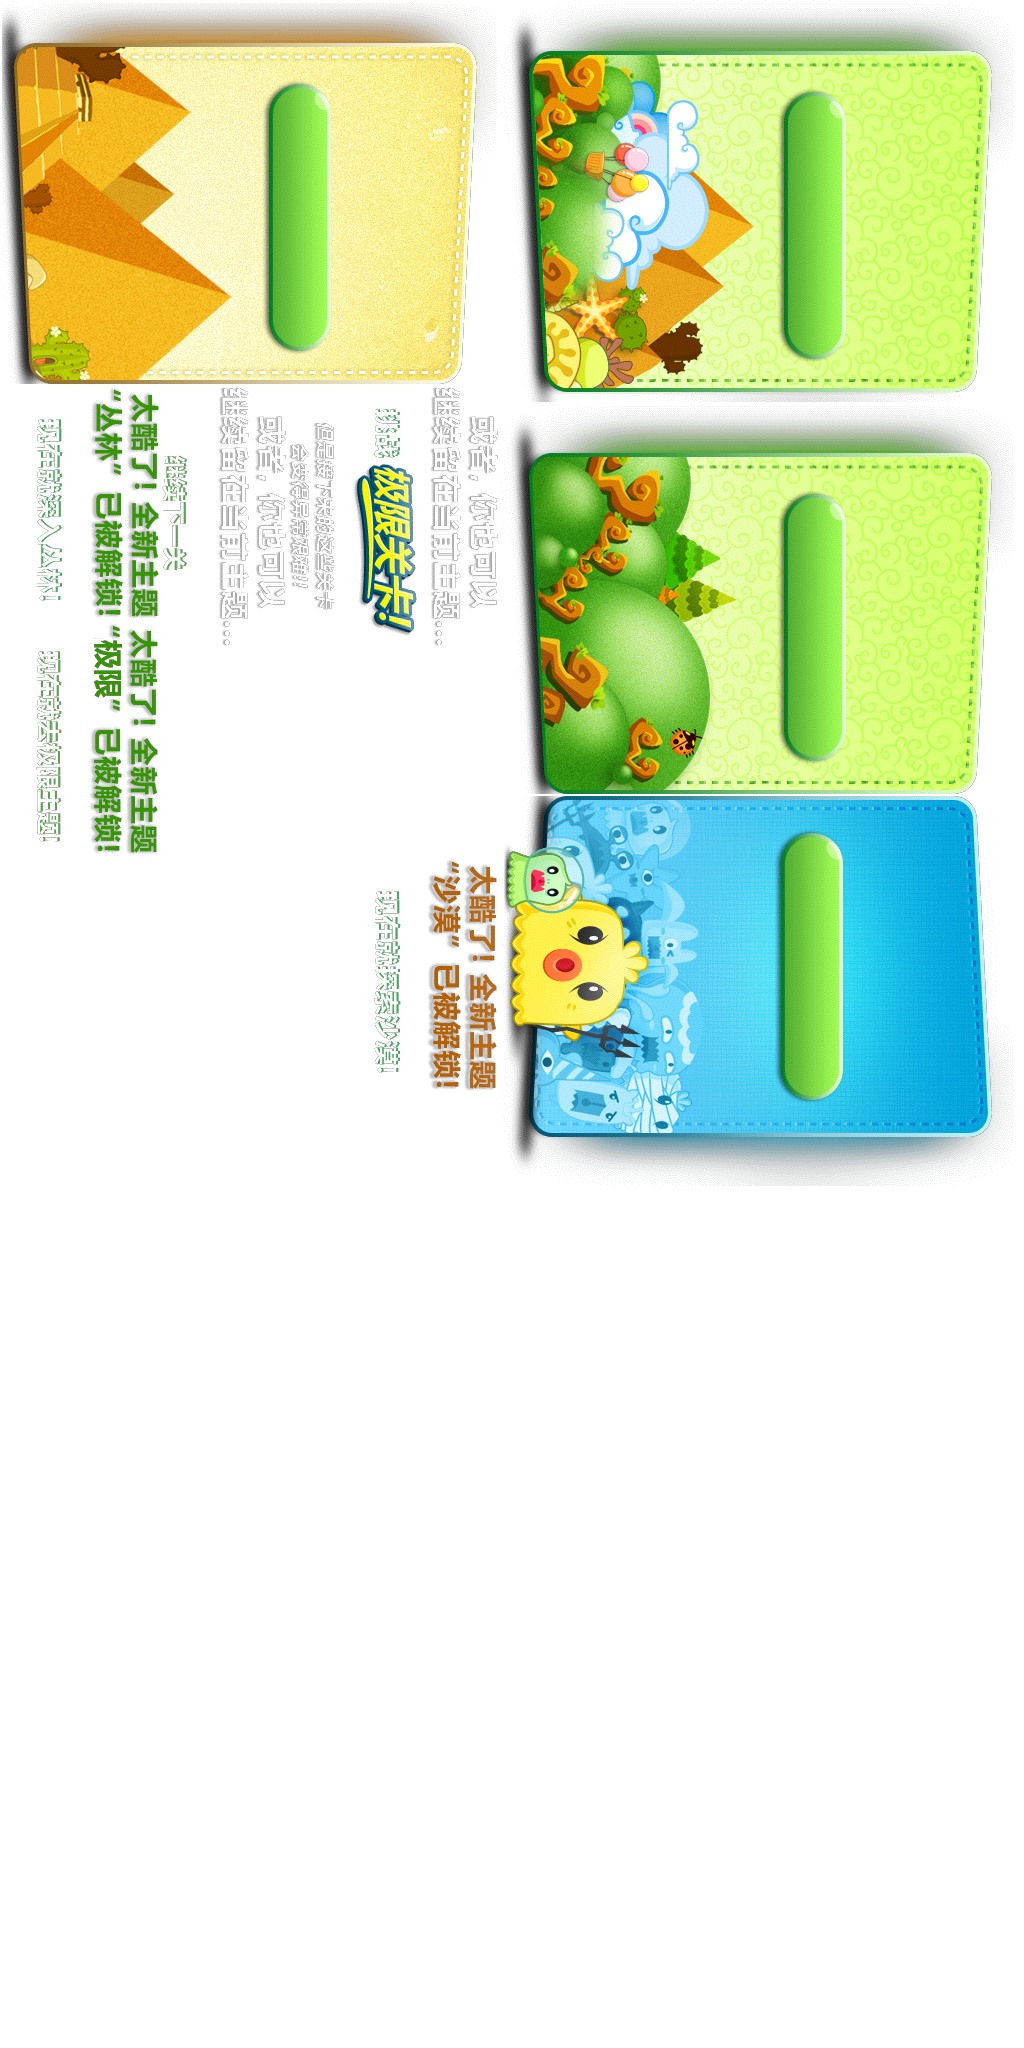 太酷了！全新主题
“丛林”已被解锁！
现在就深入丛林！
继续下一关
太酷了！全新主题
“极限”已被解锁！
现在就去极限主题！
或者，你也可以
继续留在当前主题...
挑战
极限关卡！
但是接下来的这些关卡
会变得异常艰难！！
或者，你也可以
继续留在当前主题...
太酷了！全新主题
“沙漠”已被解锁！
现在就探索沙漠！